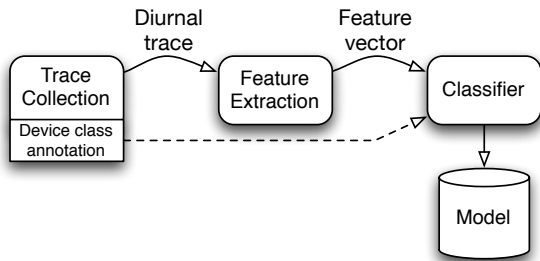 Diurnal
trace
Feature
vector
Trace
Collection
Device class
annotation
Feature
Extraction
Classifier
Model